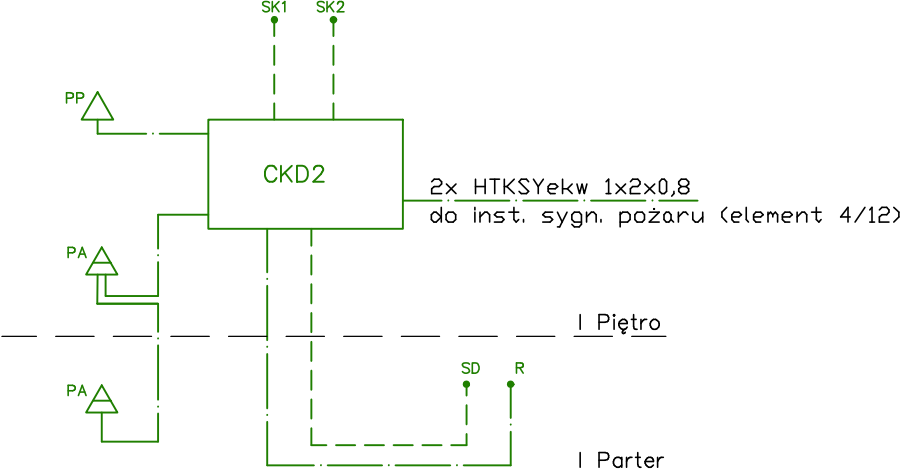 SK1 SK2
PP
CKD2
2x HTKSYekw 1x2x0,8
do inst. sygn. pożaru (element 4/12)
PA
I Piętro
SD R
PA
I Parter